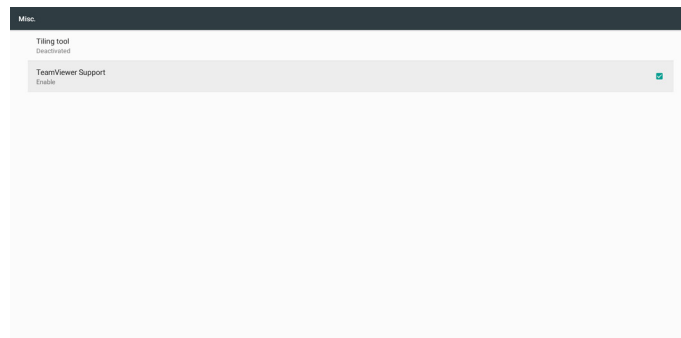 Misc.
Tiling tool
Deactivated
TeamViewer Support
Enable